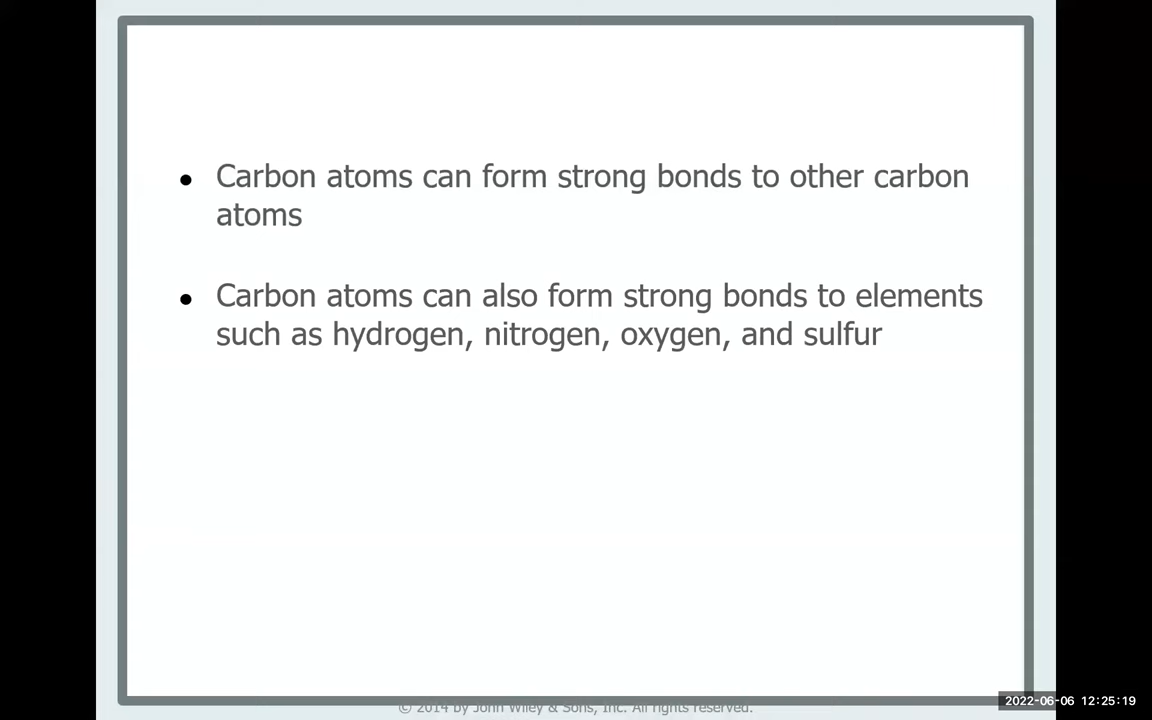 ● Carbon atoms can form strong bonds to other carbon
atoms
● Carbon atoms can also form strong bonds to elements
such as hydrogen, nitrogen, oxygen, and sulfur
© 2014 by John Wiley & Sons, Inc. All rights reserved.
2022-06-06 12:25:19